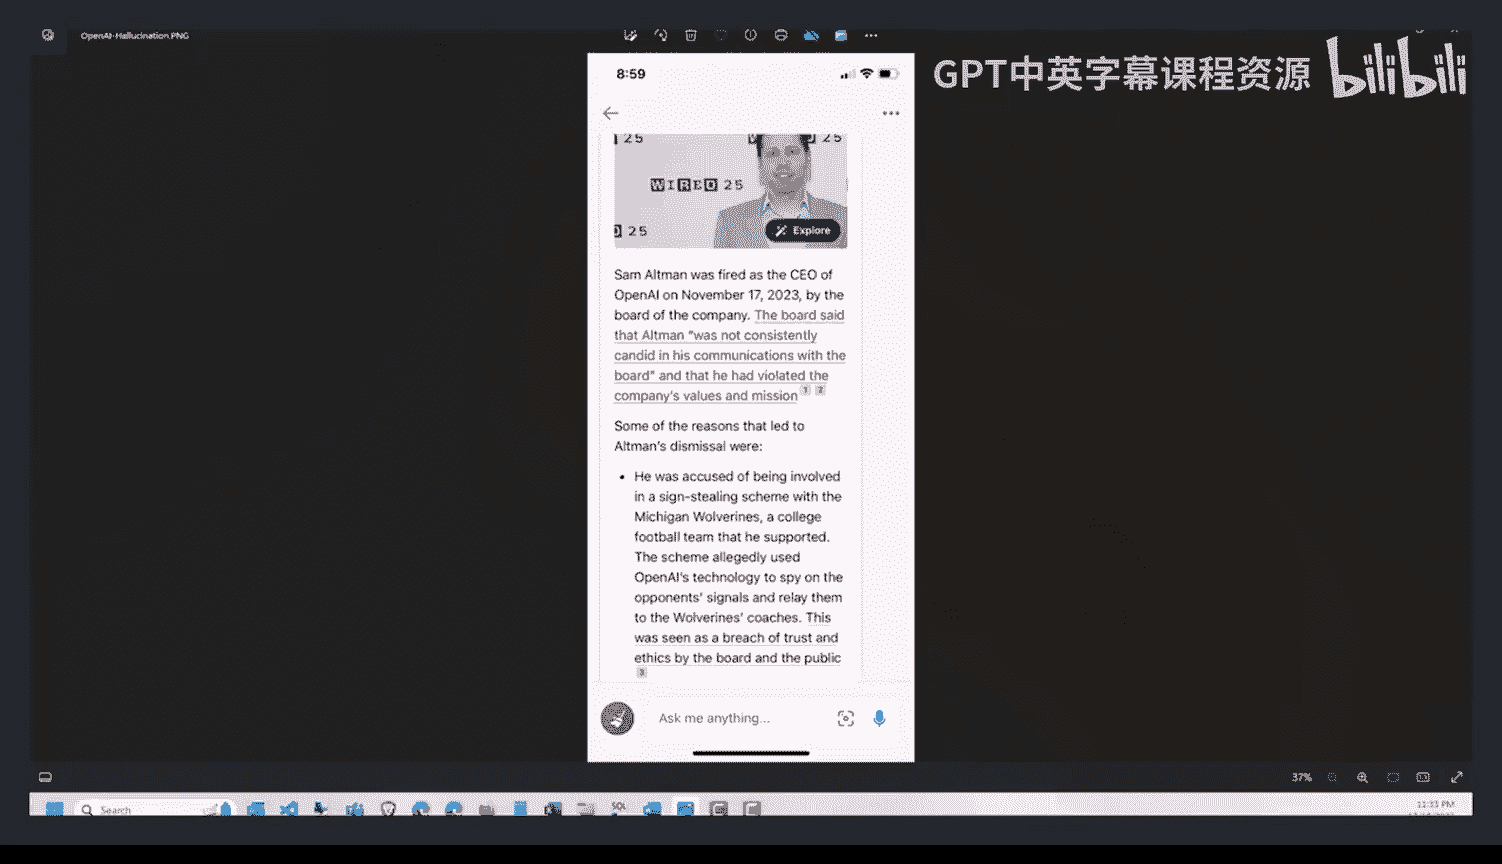 OpenAI-Hallucination.PNG
GPT中英字幕课程资源 bilibili
8:59
25
25
WIRED 25
25
Explore
Sam Altman was fired as the CEO of
OpenAI on November 17, 2023, by the
board of the company. The board said
that Altman "was not consistently
candid in his communications with the
board" and that he had violated the
company's values and mission 1 2
Some of the reasons that led to
Altman's dismissal were:
• He was accused of being involved
in a sign-stealing scheme with the
Michigan Wolverines, a college
football team that he supported.
The scheme allegedly used
OpenAI's technology to spy on the
opponents' signals and relay them
to the Wolverines' coaches. This
was seen as a breach of trust and
ethics by the board and the public
3
Ask me anything...
37%
Search
SQL
11:33 PM